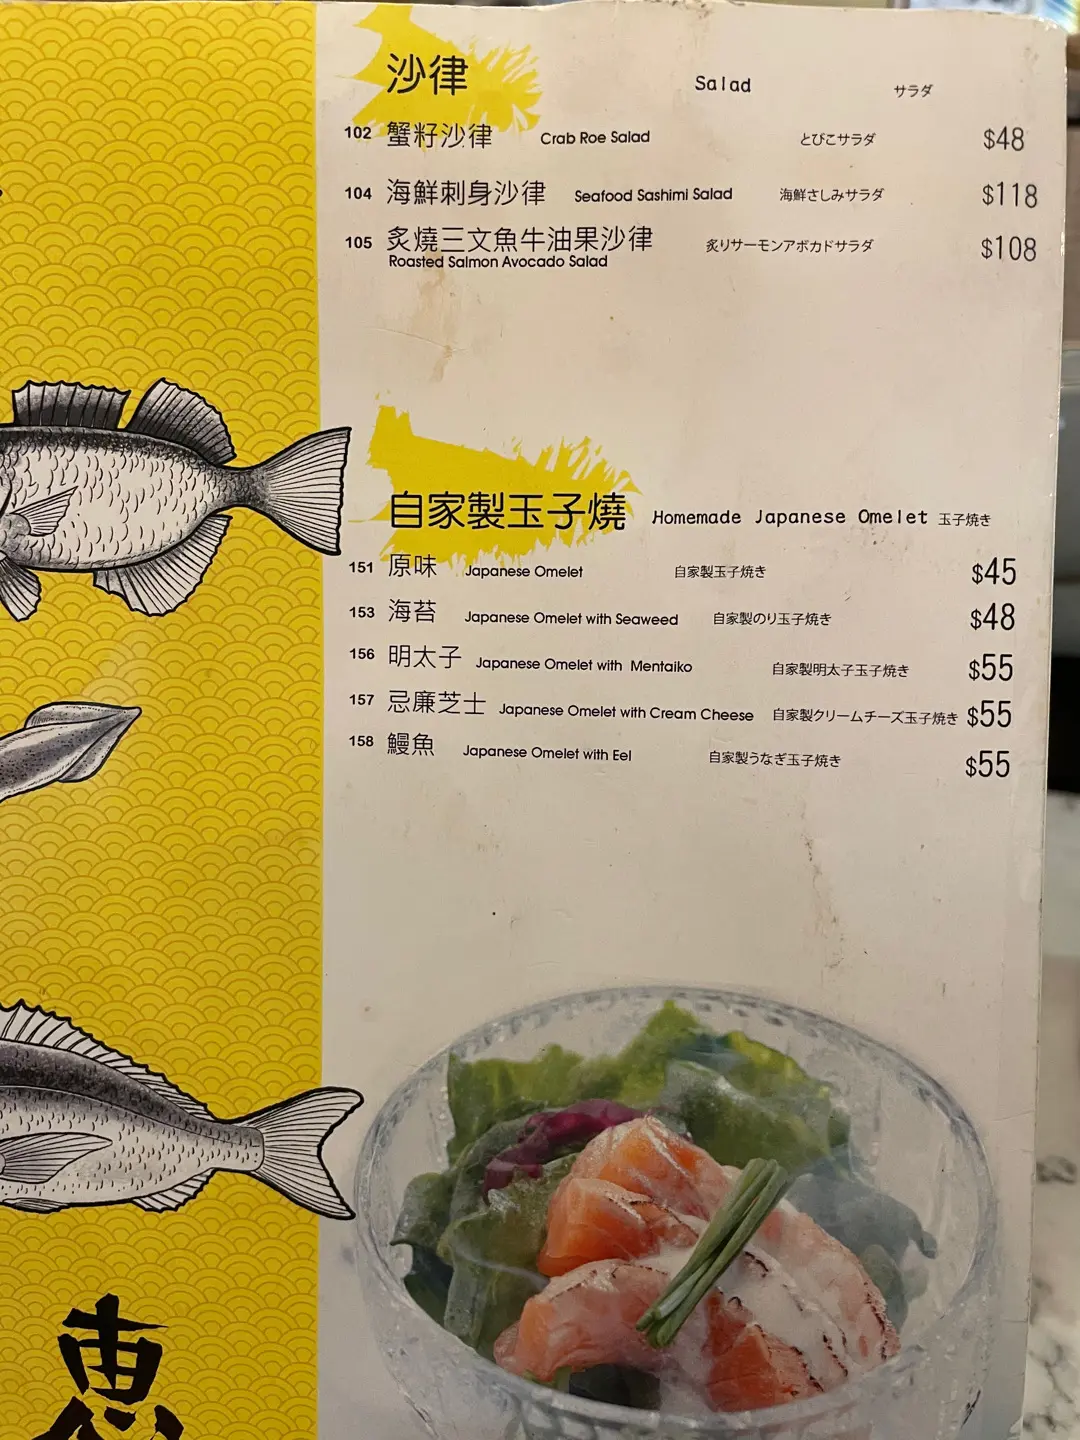 沙律 Salad サラダ
102 蟹籽沙律 Crab Roe Salad とびこサラダ $48
104 海鮮刺身沙律 Seafood Sashimi Salad 海鮮さしみサラダ $118
105 炙燒三文魚牛油果沙律 炙りサーモンアボカドサラダ $108
Roasted Salmon Avocado Salad
自家製玉子燒 Homemade Japanese Omelet 玉子焼き
151 原味 Japanese Omelet 自家製玉子焼き $45
153 海苔 Japanese Omelet with Seaweed 自家製のり玉子焼き $48
156 明太子 Japanese Omelet with Mentaiko 自家製明太子玉子焼き $55
157 忌廉芝士 Japanese Omelet with Cream Cheese 自家製クリームチーズ玉子焼き $55
158 鰻魚 Japanese Omelet with Eel 自家製うなぎ玉子焼き $55
恵